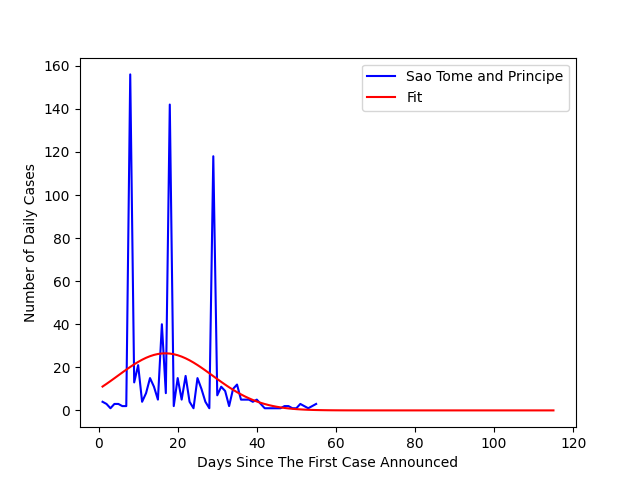 Sao Tome and Principe
Fit
Number of Daily Cases
160
140
120
100
80
60
40
20
0
0 20 40 60 80 100 120
Days Since The First Case Announced